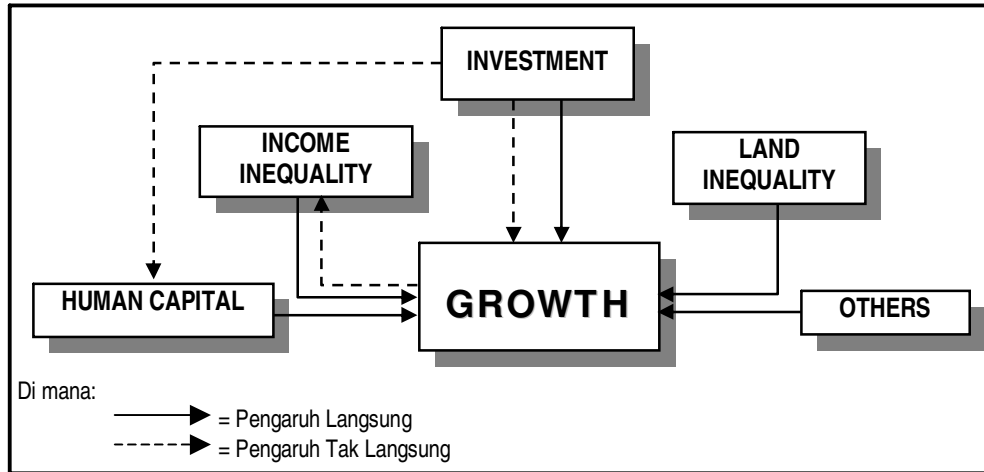 INVESTMENT
INCOME
INEQUALITY
LAND
INEQUALITY
HUMAN CAPITAL
GROWTH
OTHERS
Di mana:
= Pengaruh Langsung
= Pengaruh Tak Langsung